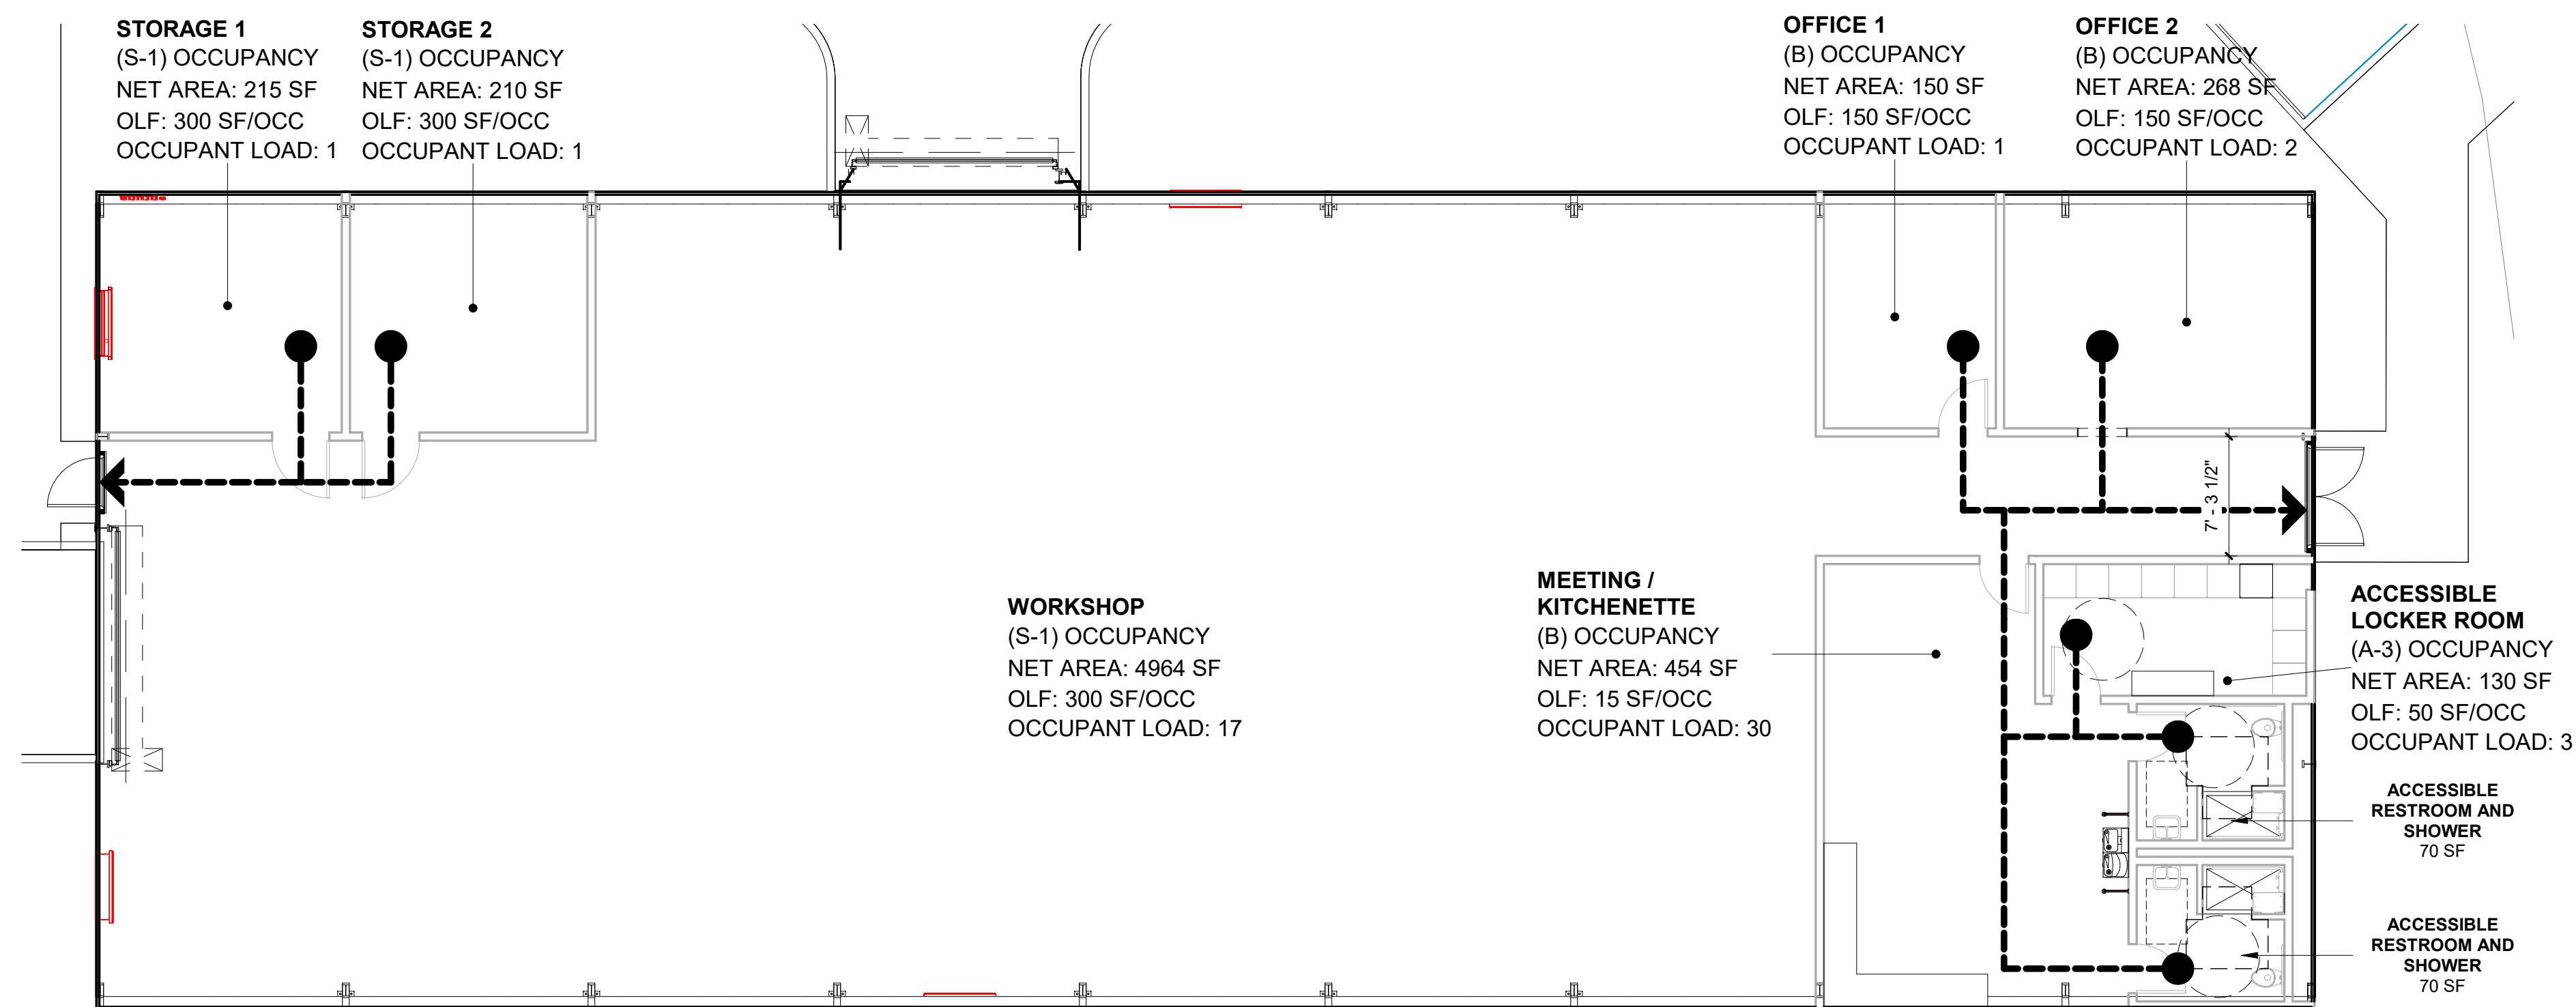 STORAGE 1
(S-1) OCCUPANCY
NET AREA: 215 SF
OLF: 300 SF/OCC
OCCUPANT LOAD: 1
STORAGE 2
(S-1) OCCUPANCY
NET AREA: 210 SF
OLF: 300 SF/OCC
OCCUPANT LOAD: 1
OFFICE 1
(B) OCCUPANCY
NET AREA: 150 SF
OLF: 150 SF/OCC
OCCUPANT LOAD: 1
OFFICE 2
(B) OCCUPANCY
NET AREA: 268 SF
OLF: 150 SF/OCC
OCCUPANT LOAD: 2
7' - 3 1/2"
WORKSHOP
(S-1) OCCUPANCY
NET AREA: 4964 SF
OLF: 300 SF/OCC
OCCUPANT LOAD: 17
MEETING /
KITCHENETTE
(B) OCCUPANCY
NET AREA: 454 SF
OLF: 15 SF/OCC
OCCUPANT LOAD: 30
ACCESSIBLE
LOCKER ROOM
(A-3) OCCUPANCY
NET AREA: 130 SF
OLF: 50 SF/OCC
OCCUPANT LOAD: 3
ACCESSIBLE
RESTROOM AND
SHOWER
70 SF
ACCESSIBLE
RESTROOM AND
SHOWER
70 SF